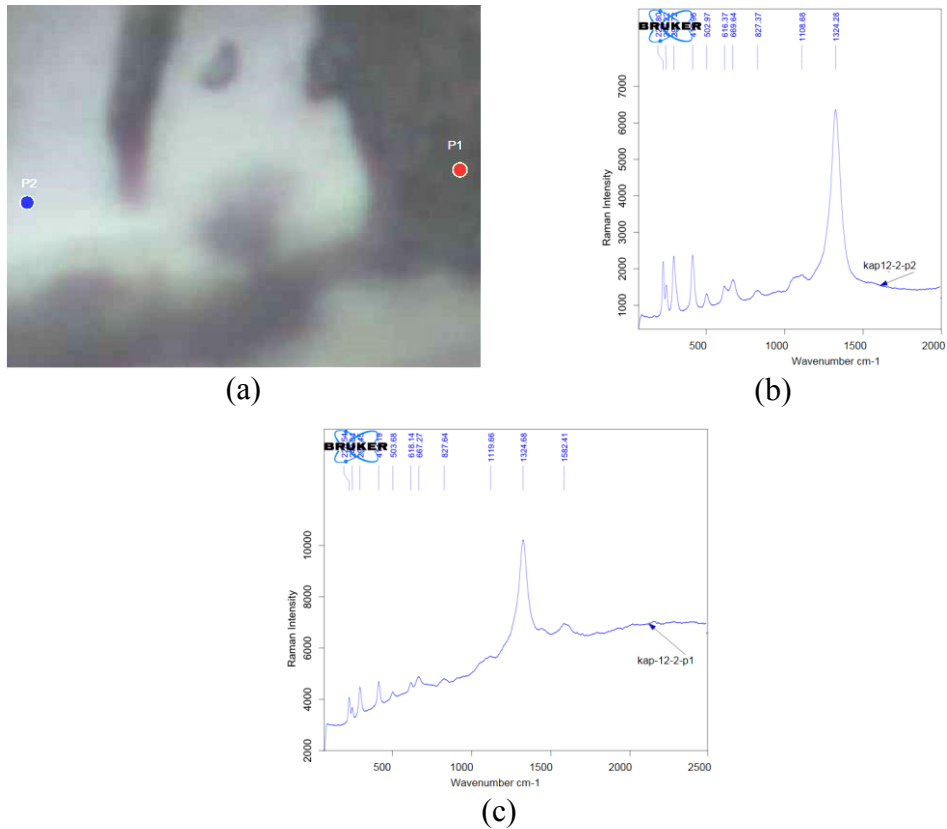 P1
P2
(a)
BRUKER
502.97
616.37
669.64
827.37
1108.68
1324.28
Raman Intensity
7000
6000
5000
4000
3000
2000
1000
kap12-2-p2
500
1000
1500
2000
Wavenumber cm-1
(b)
BRUKER
503.68
618.14
667.27
827.64
1119.66
1324.68
1582.41
Raman Intensity
10000
8000
6000
4000
2000
kap-12-2-p1
500
1000
1500
2000
2500
Wavenumber cm-1
(c)